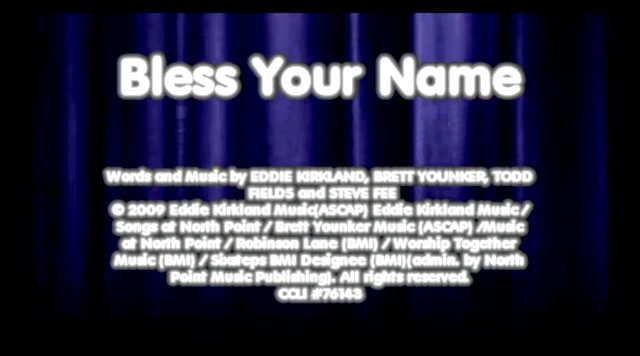 Bless Your Name
Words and Music by EDDIE KIRKLAND, BRETT YOUNKER, TODD
FIELDS and STEVE FEE
© 2009 Eddie Kirkland Music(ASCAP) Eddie Kirkland Music /
Songs at North Point / Brett Younker Music (ASCAP) /Music
at North Point / Robinson Lane (BMI) / Worship Together
Music (BMI) / Sixsteps BMI Designee (BMI)(admin. by North
Point Music Publishing). All rights reserved.
CCLI #76143